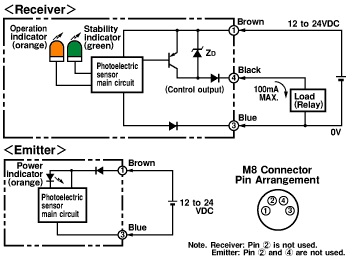 <Receiver>
Operation indicator (orange)
Stability indicator (green)
Photoelectric sensor main circuit
ZD
(Control output)
1
Brown
12 to 24VDC
4
Black
100mA MAX.
Load (Relay)
3
Blue
0V
<Emitter>
Power indicator (orange)
Photoelectric sensor main circuit
1
Brown
12 to 24 VDC
3
Blue
M8 Connector
Pin Arrangement
② ④
① ③
Note. Receiver: Pin ② is not used.
Emitter: Pin ② and ④ are not used.